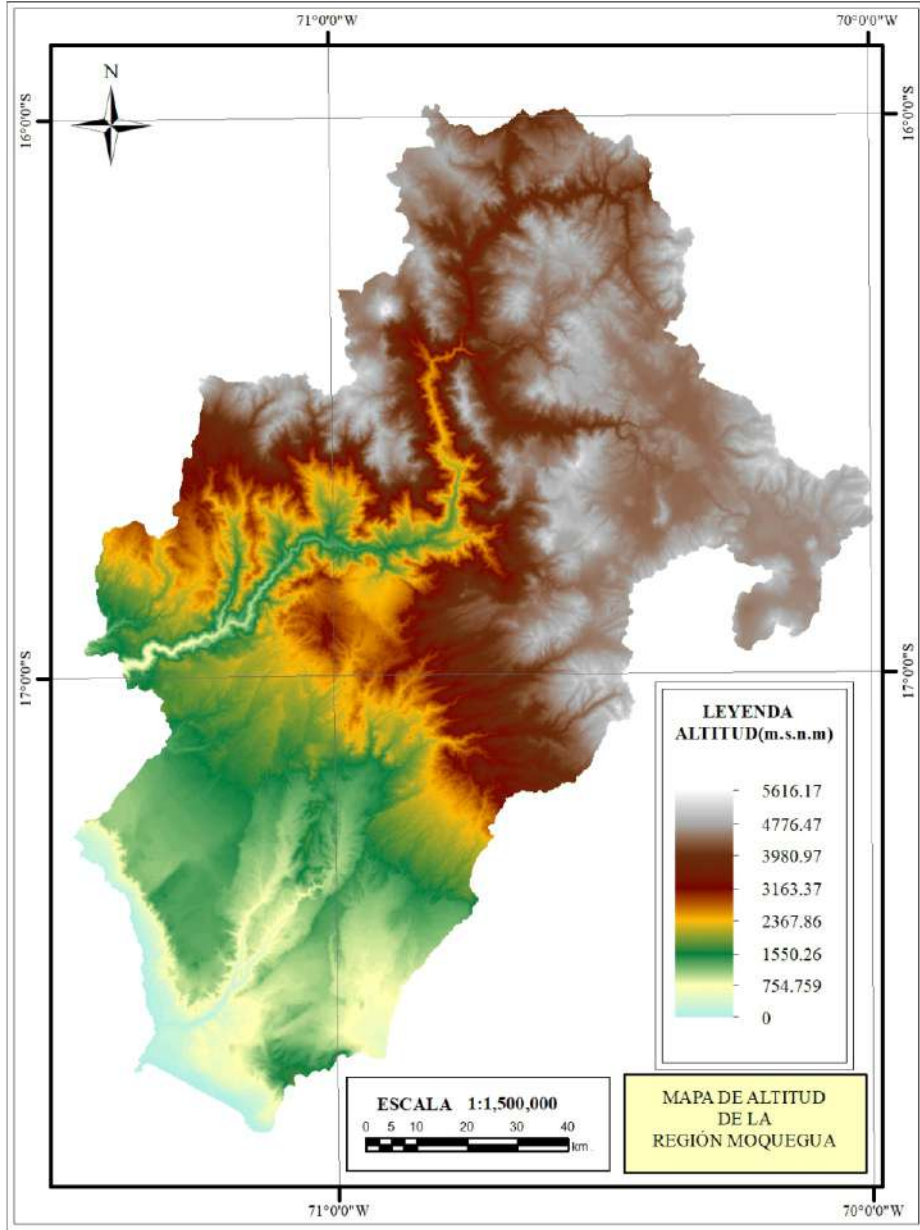 71°0'0"W
70°0'0"W
N
16°0'0"S
16°0'0"S
17°0'0"S
17°0'0"S
LEYENDA
ALTITUD(m.s.n.m)
5616.17
4776.47
3980.97
3163.37
2367.86
1550.26
754.759
0
ESCALA 1:1,500,000
0 5 10 20 30 40
km.
MAPA DE ALTITUD
DE LA
REGIÓN MOQUEGUA
71°0'0"W
70°0'0"W